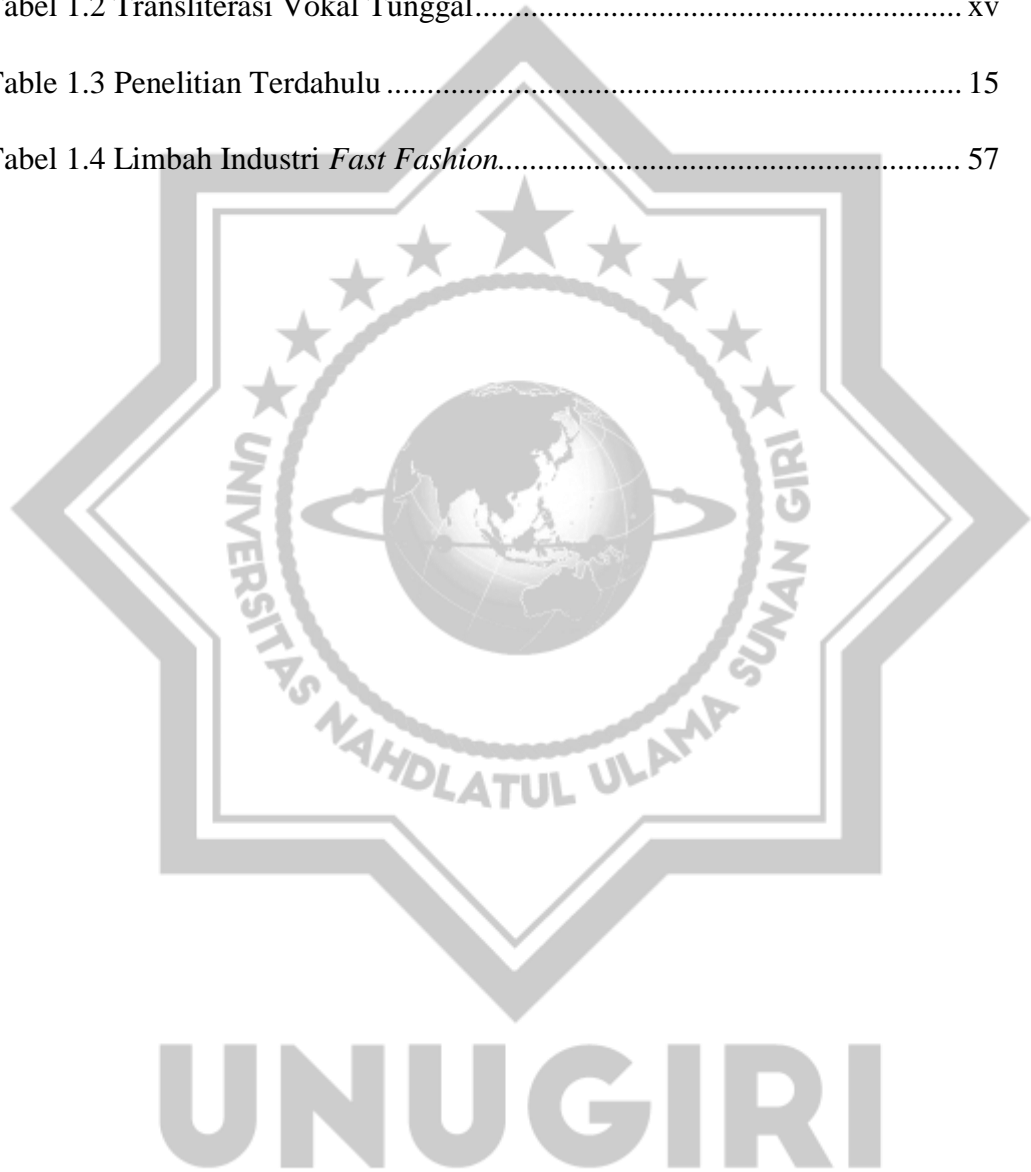 Tabel 1.2 Transliterasi Vokal Tunggal.......................................................................... xv
Table 1.3 Penelitian Terdahulu ...................................................................................... 15
Tabel 1.4 Limbah Industri Fast Fashion...................................................................... 57
UNIVERSITAS NAHDLATUL ULAMA SUNAN GIRI
UNUGIRI